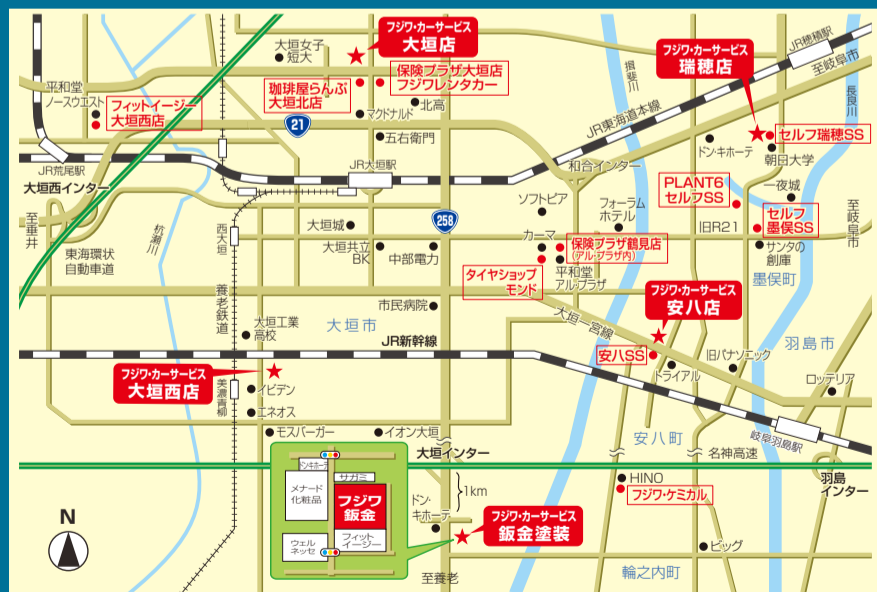 フジワ・カーサービス
大垣店
大垣女子
短大
保険プラザ大垣店
フジワレンタカー
珈琲屋らんぷ
大垣北店
北高
マクドナルド
五右衛門
21
平和堂
ノースウエスト
フィットイージー
大垣西店
JR荒尾駅
大垣西インター
至垂井
東海環状
自動車道
杭瀬川
JR大垣駅
西大垣
養老鉄道
美濃青柳
大垣城
大垣共立
BK
中部電力
258
市民病院
大垣市
大垣工業
高校
JR新幹線
フジワ・カーサービス
大垣西店
イビデン
エネオス
モスバーガー
イオン大垣
大垣インター
揖斐川
JR東海道本線
JR穂積駅
至岐阜市
長良川
フジワ・カーサービス
瑞穂店
セルフ瑞穂SS
朝日大学
ドン・キホーテ
和合インター
ソフトピア
フォーラム
ホテル
PLANT6
セルフSS
一夜城
旧R21
セルフ
墨俣SS
サンタの
創庫
至岐阜市
墨俣町
カーマ
保険プラザ鶴見店
(アル・プラザ内)
平和堂
アル・プラザ
タイヤショップ
モンド
大垣一宮線
フジワ・カーサービス
安八店
安八SS
トライアル
旧パナソニック
羽島市
ロッテリア
安八町
岐阜羽島駅
名神高速
羽島
インター
HINO
フジワ・ケミカル
ビッグ
輪之内町
1km
ドン・
キホーテ
フジワ・カーサービス
鈑金塗装
至養老
ドン・キホーテ
サガミ
メナード
化粧品
フジワ
鈑金
ウェル
ネッセ
フィット
イージー
N